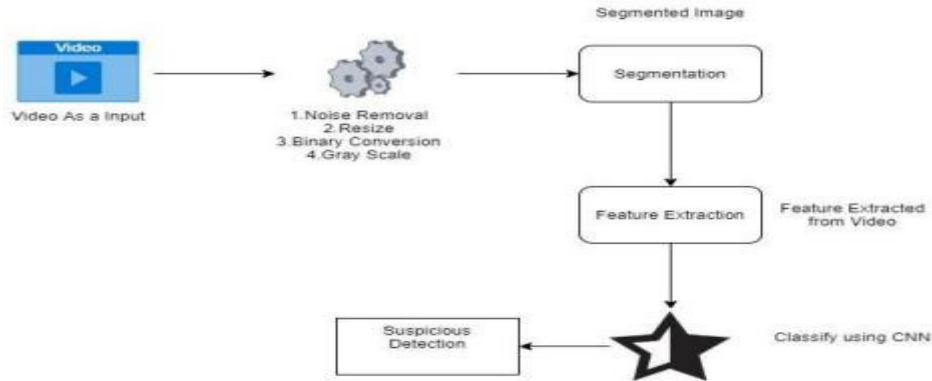 Segmented Image
Video
Video As a Input
1.Noise Removal
2.Resize
3.Binary Conversion
4.Gray Scale
Segmentation
Feature Extraction
Feature Extracted
from Video
Classify using CNN
Suspicious
Detection